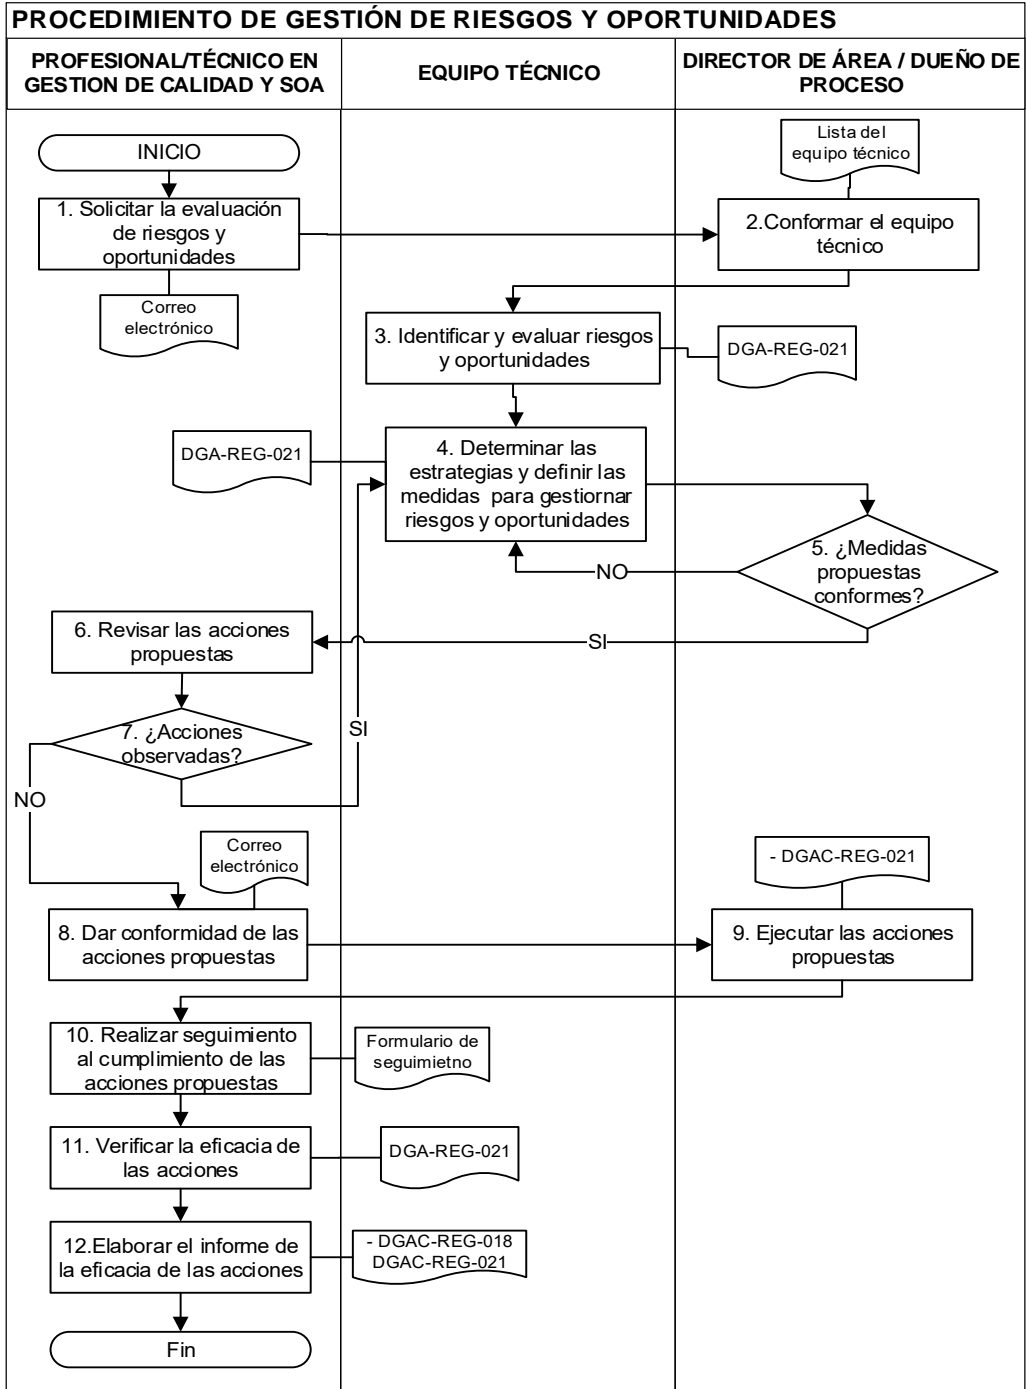 PROCEDIMIENTO DE GESTIÓN DE RIESGOS Y OPORTUNIDADES
PROFESIONAL/TÉCNICO EN
GESTION DE CALIDAD Y SOA
EQUIPO TÉCNICO
DIRECTOR DE ÁREA / DUEÑO DE
PROCESO
INICIO
Lista del
equipo técnico
1. Solicitar la evaluación
de riesgos y
oportunidades
2.Conformar el equipo
técnico
Correo
electrónico
3. Identificar y evaluar riesgos
y oportunidades
DGA-REG-021
DGA-REG-021
4. Determinar las
estrategias y definir las
medidas para gestiornar
riesgos y oportunidades
5. ¿Medidas
propuestas
conformes?
NO
SI
6. Revisar las acciones
propuestas
7. ¿Acciones
observadas?
SI
NO
Correo
electrónico
- DGAC-REG-021
8. Dar conformidad de las
acciones propuestas
9. Ejecutar las acciones
propuestas
10. Realizar seguimiento
al cumplimiento de las
acciones propuestas
Formulario de
seguimietno
11. Verificar la eficacia de
las acciones
DGA-REG-021
12.Elaborar el informe de
la eficacia de las acciones
- DGAC-REG-018
DGAC-REG-021
Fin